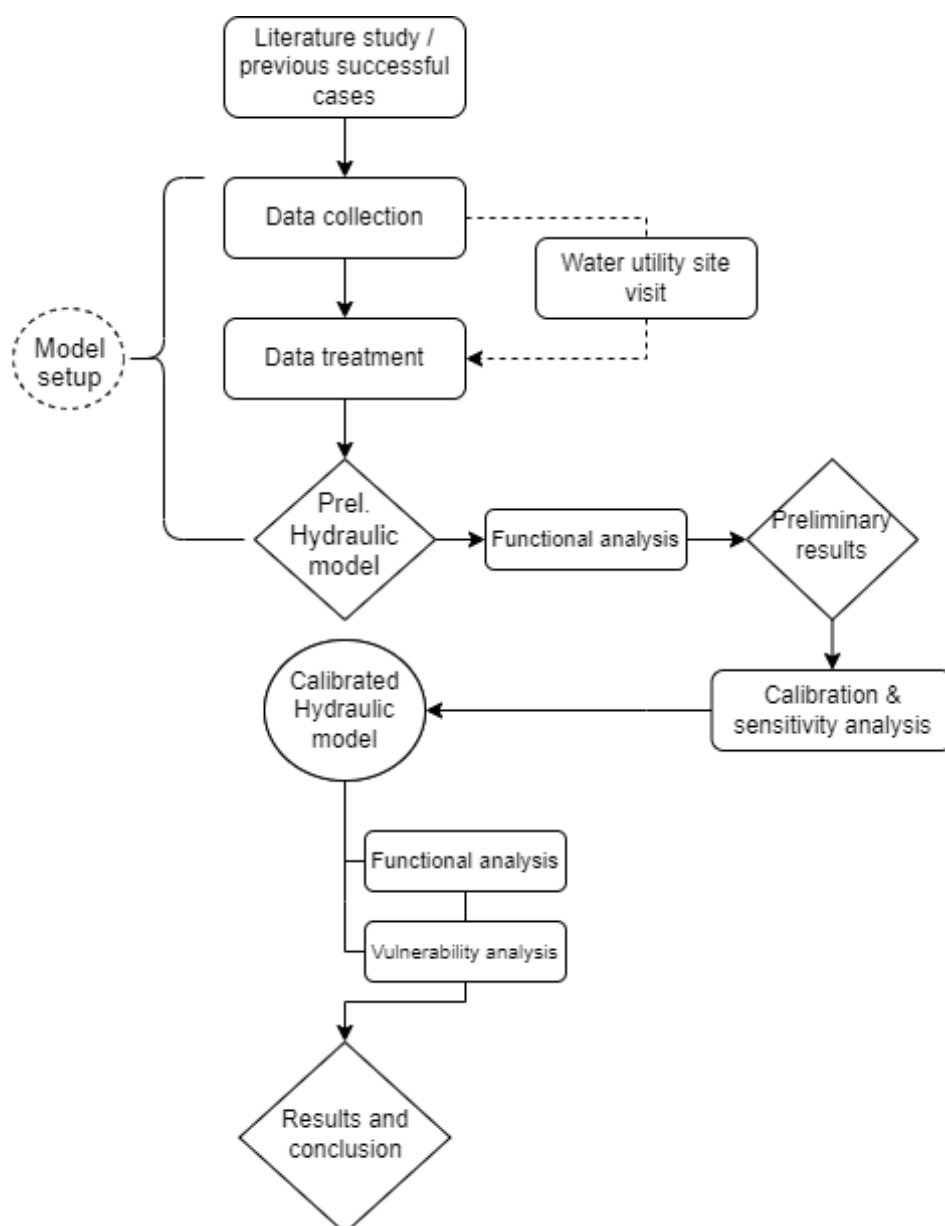 Literature study /
previous successful
cases
Data collection
Water utility site
visit
Data treatment
Model
setup
Prel.
Hydraulic
model
Functional analysis
Preliminary
results
Calibration &
sensitivity analysis
Calibrated
Hydraulic
model
Functional analysis
Vulnerability analysis
Results and
conclusion